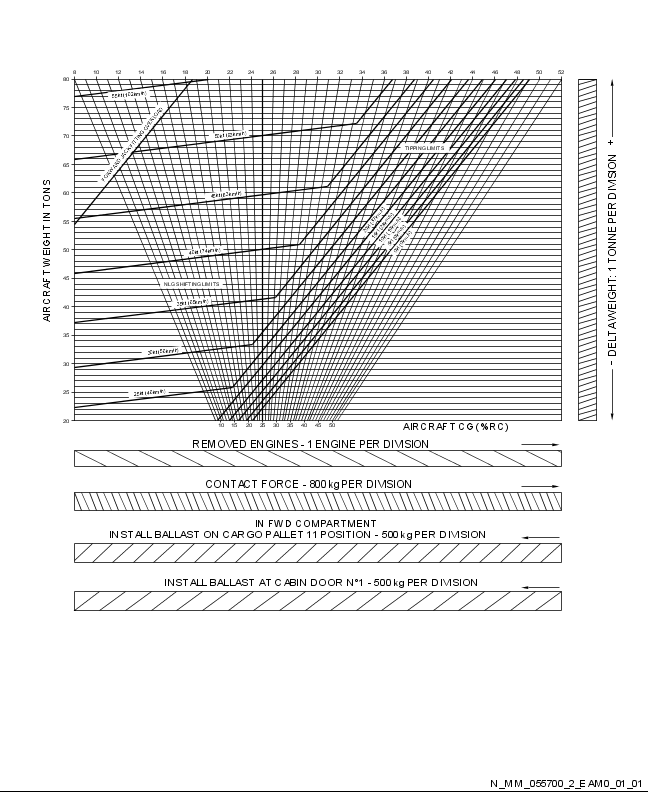 8 10 12 14 16 18 20 22 24 26 28 30 32 34 36 38 40 42 44 46 48 50 52
80
75
70
65
60
55
50
45
40
35
30
25
20
AIRCRAFT WEIGHT IN TONS
TIPPING LIMITS
NLG SHIFTING LIMITS
10 15 20 25 30 35 40 45 50
AIRCRAFT CG (%RC)
- DELTA WEIGHT: 1 TONNE PER DIVISION +
REMOVED ENGINES - 1 ENGINE PER DIVISION
CONTACT FORCE - 800 kg PER DIVISION
IN FWD COMPARTMENT
INSTALL BALLAST ON CARGO PALLET 11 POSITION - 500 kg PER DIVISION
INSTALL BALLAST AT CABIN DOOR N°1 - 500 kg PER DIVISION
N_MM_055700_2_EAM0_01_01